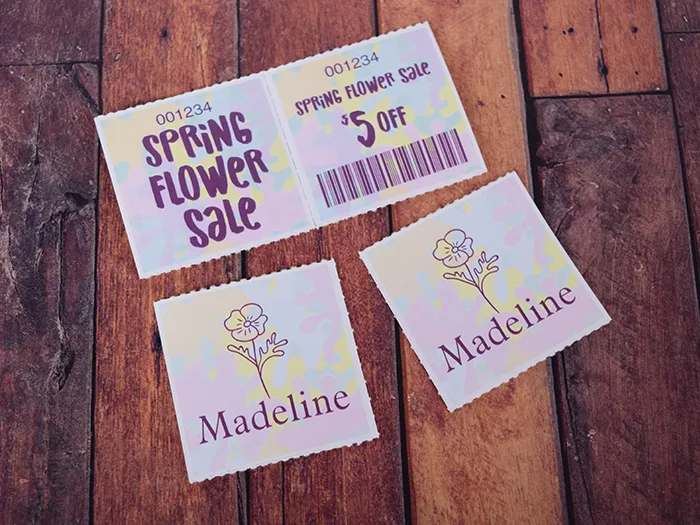 001234
SPRING
FLOWER
Sale
001234
SPRING FLOWER Sale
$5 OFF
Madeline
Madeline